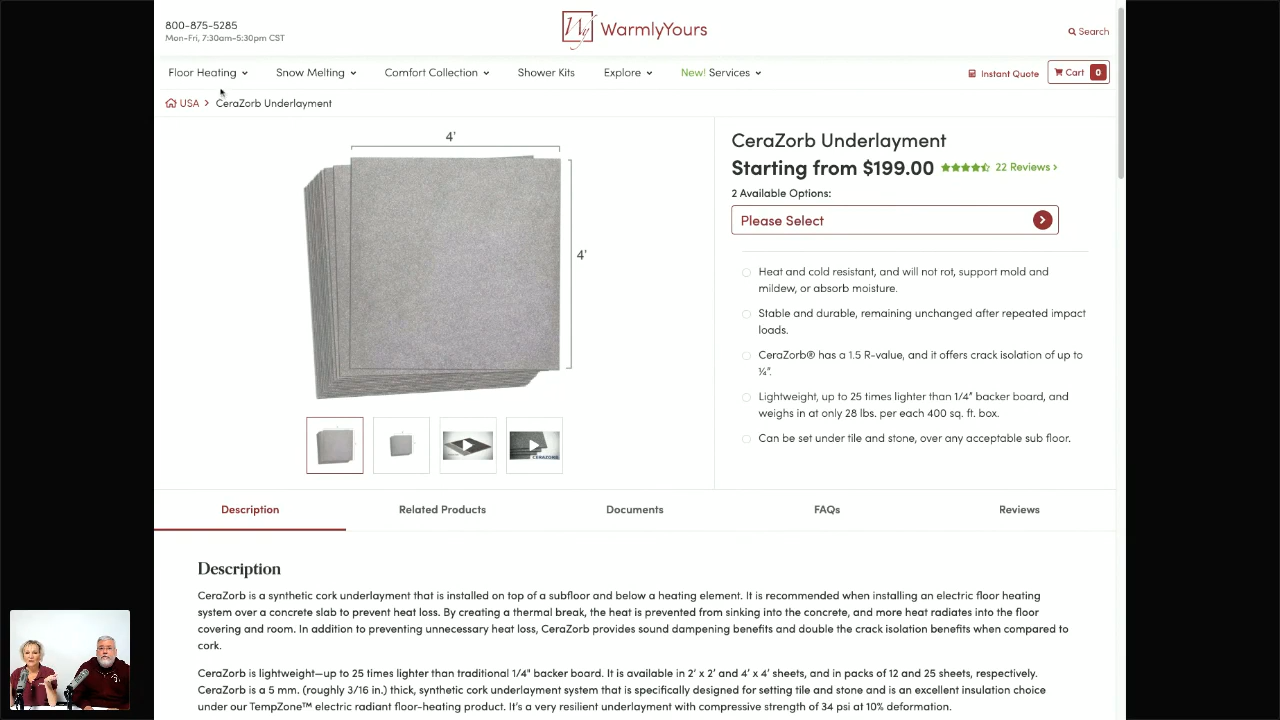 800-875-5285
Mon-Fri, 7:30am-5:30pm CST
Wy WarmlyYours
Search
Floor Heating
Snow Melting
Comfort Collection
Shower Kits
Explore
New! Services
Instant Quote
Cart 0
USA > CeraZorb Underlayment
4'
4'
CeraZorb Underlayment
Starting from $199.00 22 Reviews >
2 Available Options:
Please Select
Heat and cold resistant, and will not rot, support mold and
mildew, or absorb moisture.
Stable and durable, remaining unchanged after repeated impact
loads.
CeraZorb® has a 1.5 R-value, and it offers crack isolation of up to
¼”.
Lightweight, up to 25 times lighter than 1/4” backer board, and
weighs in at only 28 lbs. per each 400 sq. ft. box.
Can be set under tile and stone, over any acceptable sub floor.
CERAZORB
Description
Related Products
Documents
FAQs
Reviews
Description
CeraZorb is a synthetic cork underlayment that is installed on top of a subfloor and below a heating element. It is recommended when installing an electric floor heating
system over a concrete slab to prevent heat loss. By creating a thermal break, the heat is prevented from sinking into the concrete, and more heat radiates into the floor
covering and room. In addition to preventing unnecessary heat loss, CeraZorb provides sound dampening benefits and double the crack isolation benefits when compared to
cork.
CeraZorb is lightweight—up to 25 times lighter than traditional 1/4" backer board. It is available in 2’ x 2’ and 4’ x 4’ sheets, and in packs of 12 and 25 sheets, respectively.
CeraZorb is a 5 mm. (roughly 3/16 in.) thick, synthetic cork underlayment system that is specifically designed for setting tile and stone and is an excellent insulation choice
under our TempZone™ electric radiant floor-heating product. It’s a very resilient underlayment with compressive strength of 34 psi at 10% deformation.